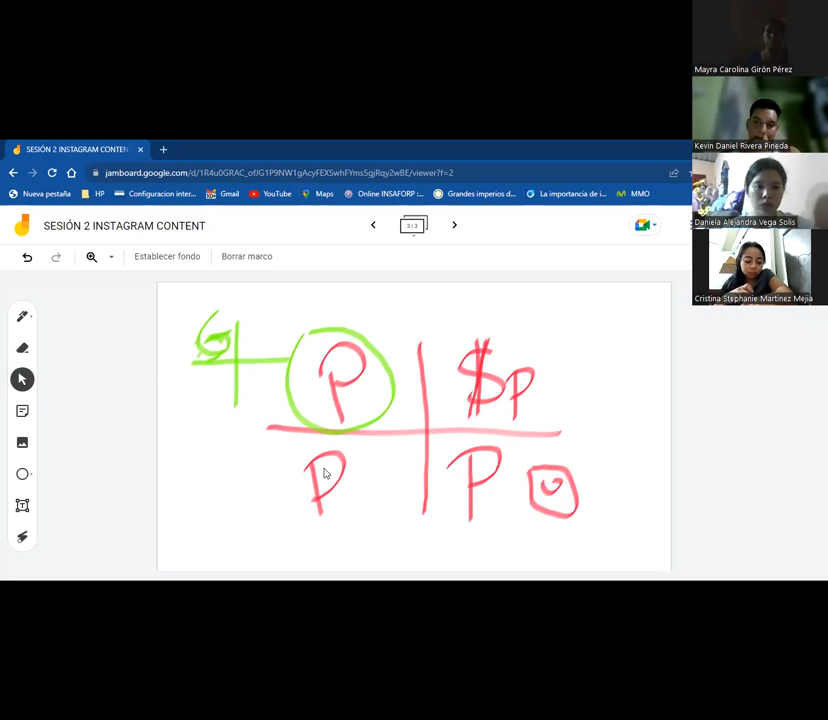 SESIÓN 2 INSTAGRAM CONTEN
jamboard.google.com/d/1R4u0GRAC_ofJG1P9NW1gAcyFEXSwhFYms5gjRqy2wBE/viewer?f=2
Nueva pestaña HP Configuracion inter... Gmail YouTube Maps Online INSAFORP... Grandes imperios d... La importancia de i... MMO
SESIÓN 2 INSTAGRAM CONTENT
3/3
Establecer fondo Borrar marco
P $ P
P P
Mayra Carolina Girón Pérez
Kevin Daniel Rivera Pineda
Daniela Alejandra Vega Solis
Cristina Stephanie Martinez Mejia